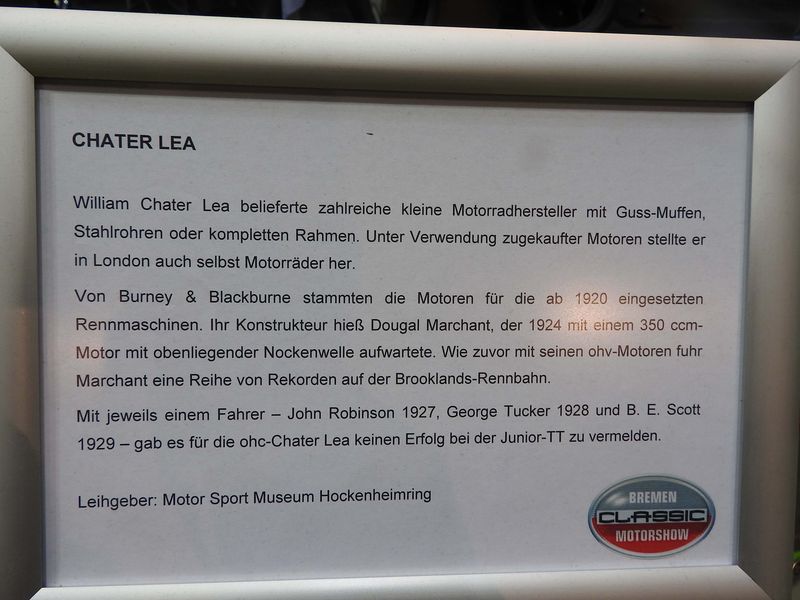 CHATER LEA
William Chater Lea belieferte zahlreiche kleine Motorradhersteller mit Guss-Muffen,
Stahlrohren oder kompletten Rahmen. Unter Verwendung zugekaufter Motoren stellte er
in London auch selbst Motorräder her.
Von Burney & Blackburne stammten die Motoren für die ab 1920 eingesetzten
Rennmaschinen. Ihr Konstrukteur hieß Dougal Marchant, der 1924 mit einem 350 ccm-
Motor mit obenliegender Nockenwelle aufwartete. Wie zuvor mit seinen ohv-Motoren fuhr
Marchant eine Reihe von Rekorden auf der Brooklands-Rennbahn.
Mit jeweils einem Fahrer – John Robinson 1927, George Tucker 1928 und B. E. Scott
1929 – gab es für die ohc-Chater Lea keinen Erfolg bei der Junior-TT zu vermelden.
Leihgeber: Motor Sport Museum Hockenheimring
BREMEN
CLASSIC
MOTORSHOW